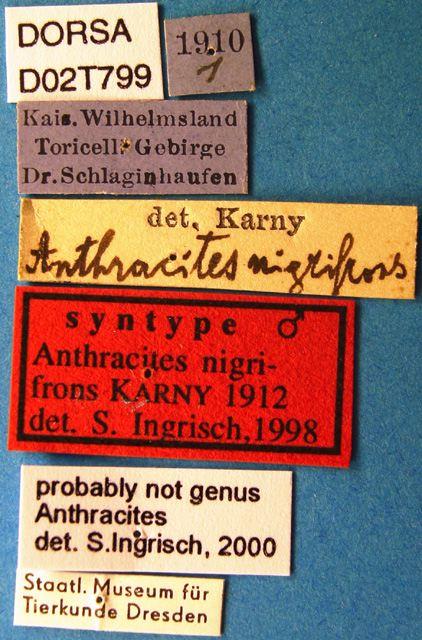 DORSA
D02T799
1910
1
Kais. Wilhelmsland
Toricelli Gebirge
Dr. Schlaginhaufen
det. Karny
Anthracites nigrifrons
syntype ♂
Anthracites nigri-
frons KARNY 1912
det. S. Ingrisch,1998
probably not genus
Anthracites
det. S.Ingrisch, 2000
Staatl. Museum für
Tierkunde Dresden